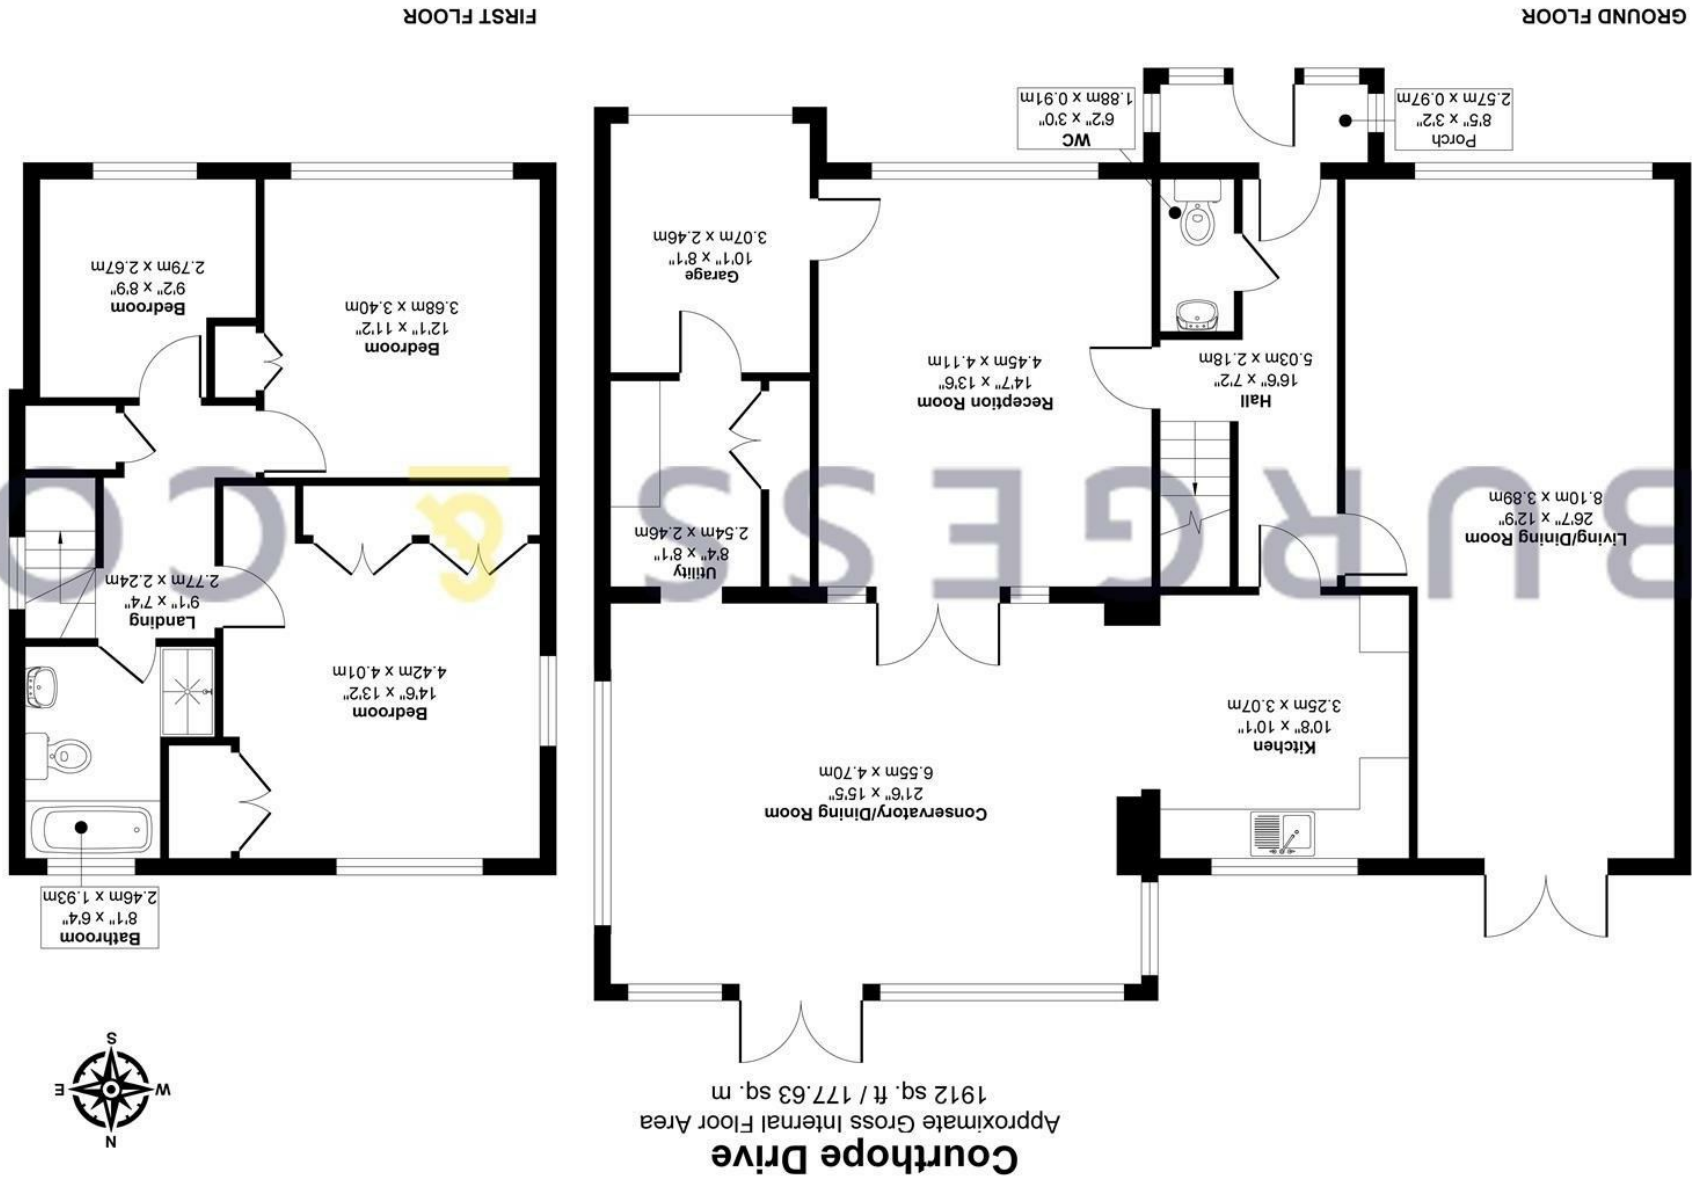 Courthope Drive
Approximate Gross Internal Floor Area
1912 sq. ft / 177.63 sq. m
N
W
E
S
Conservatory/Dining Room
21'6" x 15'5"
6.55m x 4.70m
Kitchen
10'8" x 10'1"
3.25m x 3.07m
Living/Dining Room
26'7" x 12'9"
8.10m x 3.89m
Utility
8'4" x 8'1"
2.54m x 2.46m
Hall
16'6" x 7'2"
5.03m x 2.18m
Reception Room
14'7" x 13'6"
4.45m x 4.11m
Garage
10'1" x 8'1"
3.07m x 2.46m
Porch
8'5" x 3'2"
2.57m x 0.97m
WC
6'2" x 3'0"
1.88m x 0.91m
GROUND FLOOR
Bathroom
8'1" x 6'4"
2.46m x 1.93m
Bedroom
14'6" x 13'2"
4.42m x 4.01m
Landing
9'1" x 7'4"
2.77m x 2.24m
Bedroom
12'1" x 11'2"
3.68m x 3.40m
Bedroom
9'2" x 8'9"
2.79m x 2.67m
FIRST FLOOR
BURGESS & CO